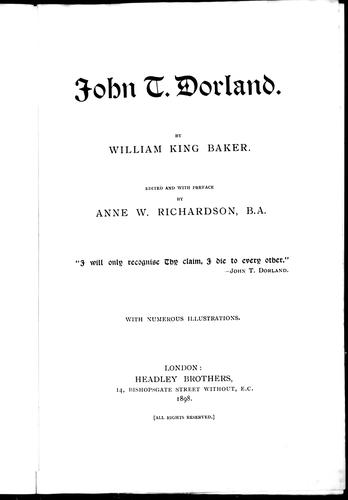 John T. Dorland.
BY
WILLIAM KING BAKER.
EDITED AND WITH PREFACE
BY
ANNE W. RICHARDSON, B.A.
"I will only recognise Thy claim, I die to every other."
—JOHN T. DORLAND.
WITH NUMEROUS ILLUSTRATIONS.
LONDON:
HEADLEY BROTHERS,
14, BISHOPSGATE STREET WITHOUT, E.C.
1898.
[ALL RIGHTS RESERVED.]